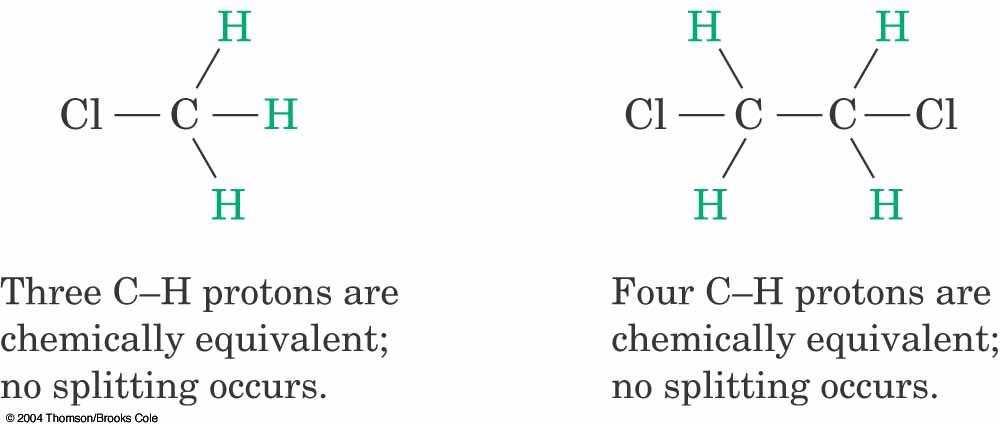 H H H
Cl C H Cl C C Cl
H H H
Three C–H protons are
chemically equivalent;
no splitting occurs.
Four C–H protons are
chemically equivalent;
no splitting occurs.
© 2004 Thomson/Brooks Cole